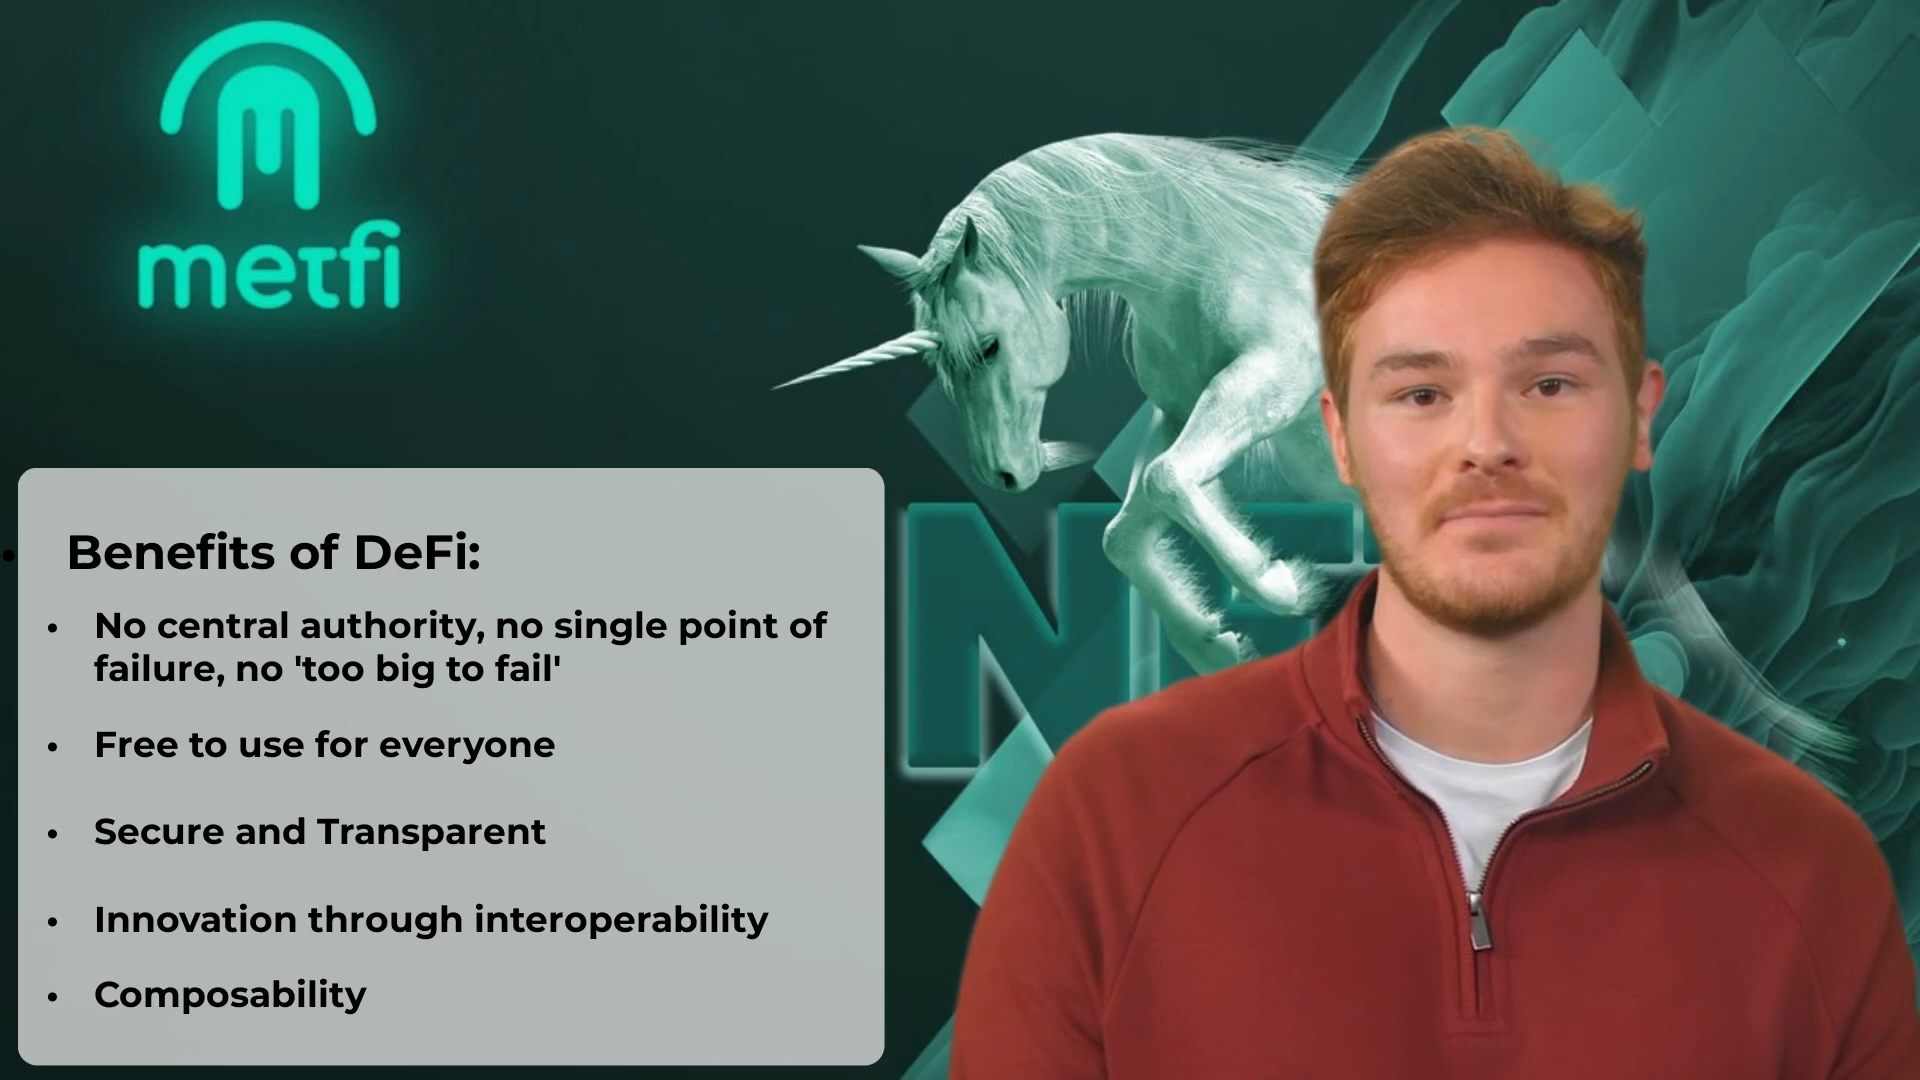 metfi
Benefits of DeFi:
• No central authority, no single point of
failure, no 'too big to fail'
• Free to use for everyone
• Secure and Transparent
• Innovation through interoperability
• Composability